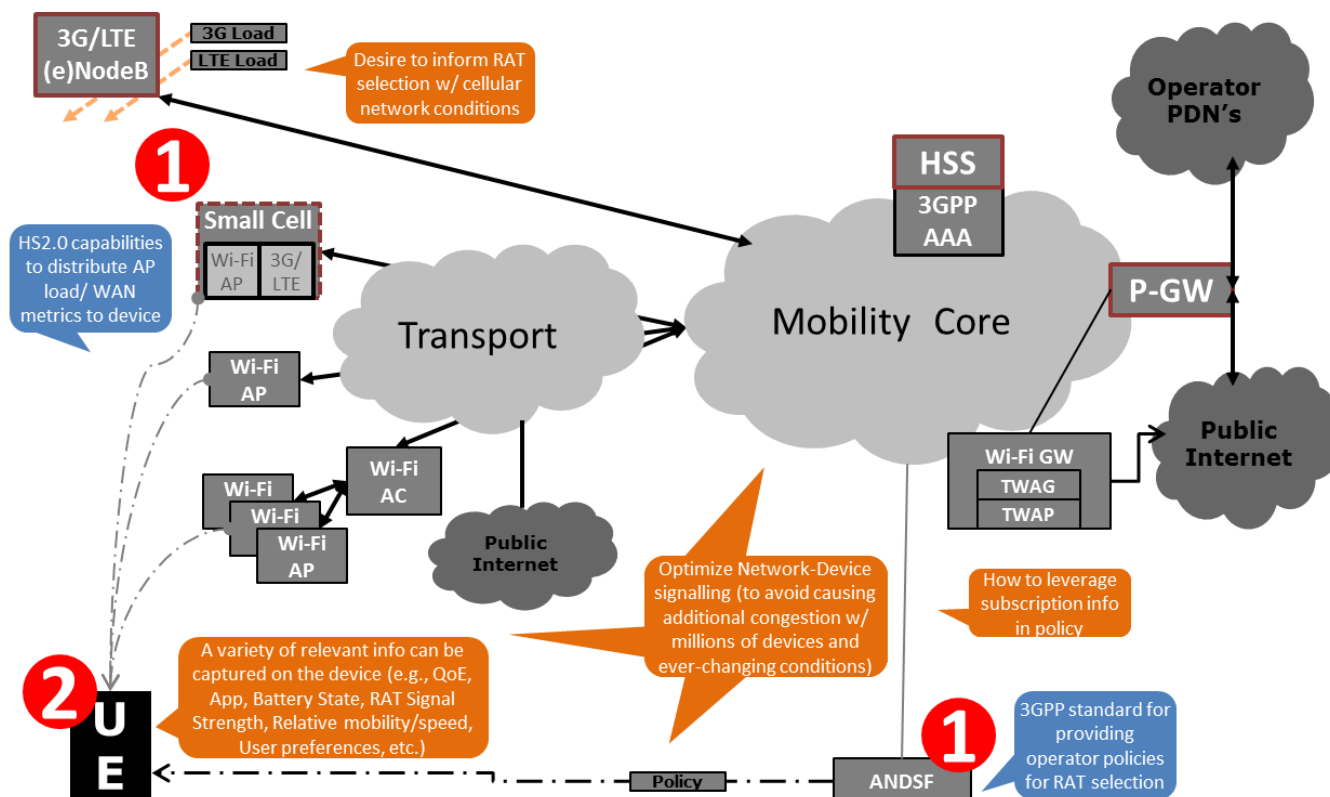 3G/LTE
(e)NodeB
3G Load
LTE Load
Desire to inform RAT
selection w/ cellular
network conditions
Operator
PDN's
1
HSS
3GPP
AAA
Small Cell
Wi-Fi
AP
3G/
LTE
HS2.0 capabilities
to distribute AP
load/ WAN
metrics to device
Transport
Mobility Core
P-GW
Wi-Fi
AP
Public
Internet
Wi-Fi GW
TWAG
TWAP
Wi-Fi
AC
Wi-Fi
Wi-Fi
Wi-Fi
AP
Public
Internet
Optimize Network-Device
signalling (to avoid causing
additional congestion w/
millions of devices and
ever-changing conditions)
How to leverage
subscription info
in policy
2
U
E
A variety of relevant info can be
captured on the device (e.g., QoE,
App, Battery State, RAT Signal
Strength, Relative mobility/speed,
User preferences, etc.)
Policy
ANDSF
1
3GPP standard for
providing
operator policies
for RAT selection